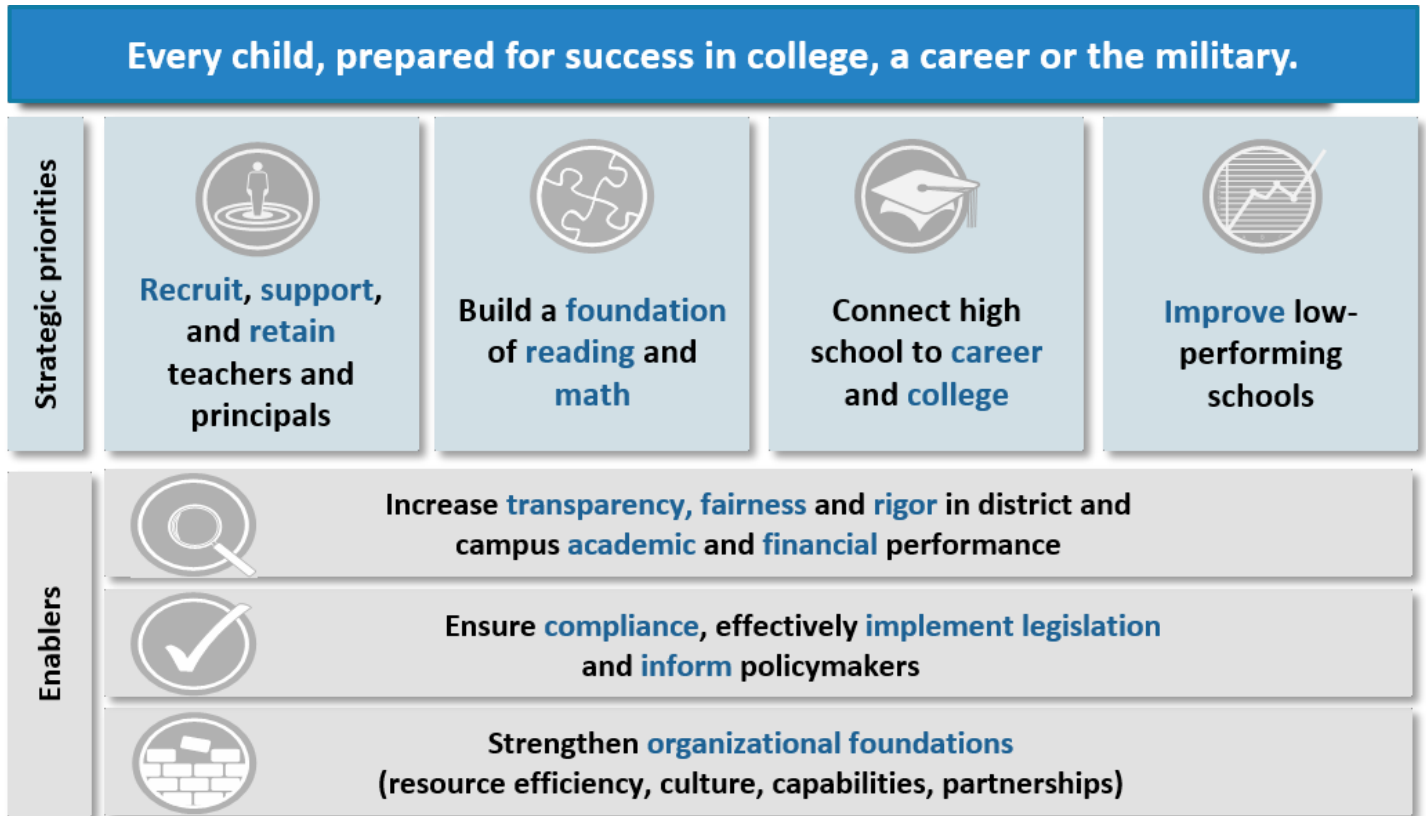 Every child, prepared for success in college, a career or the military.
Strategic priorities
Recruit, support,
and retain
teachers and
principals
Build a foundation
of reading and
math
Connect high
school to career
and college
Improve low-
performing
schools
Enablers
Increase transparency, fairness and rigor in district and
campus academic and financial performance
Ensure compliance, effectively implement legislation
and inform policymakers
Strengthen organizational foundations
(resource efficiency, culture, capabilities, partnerships)